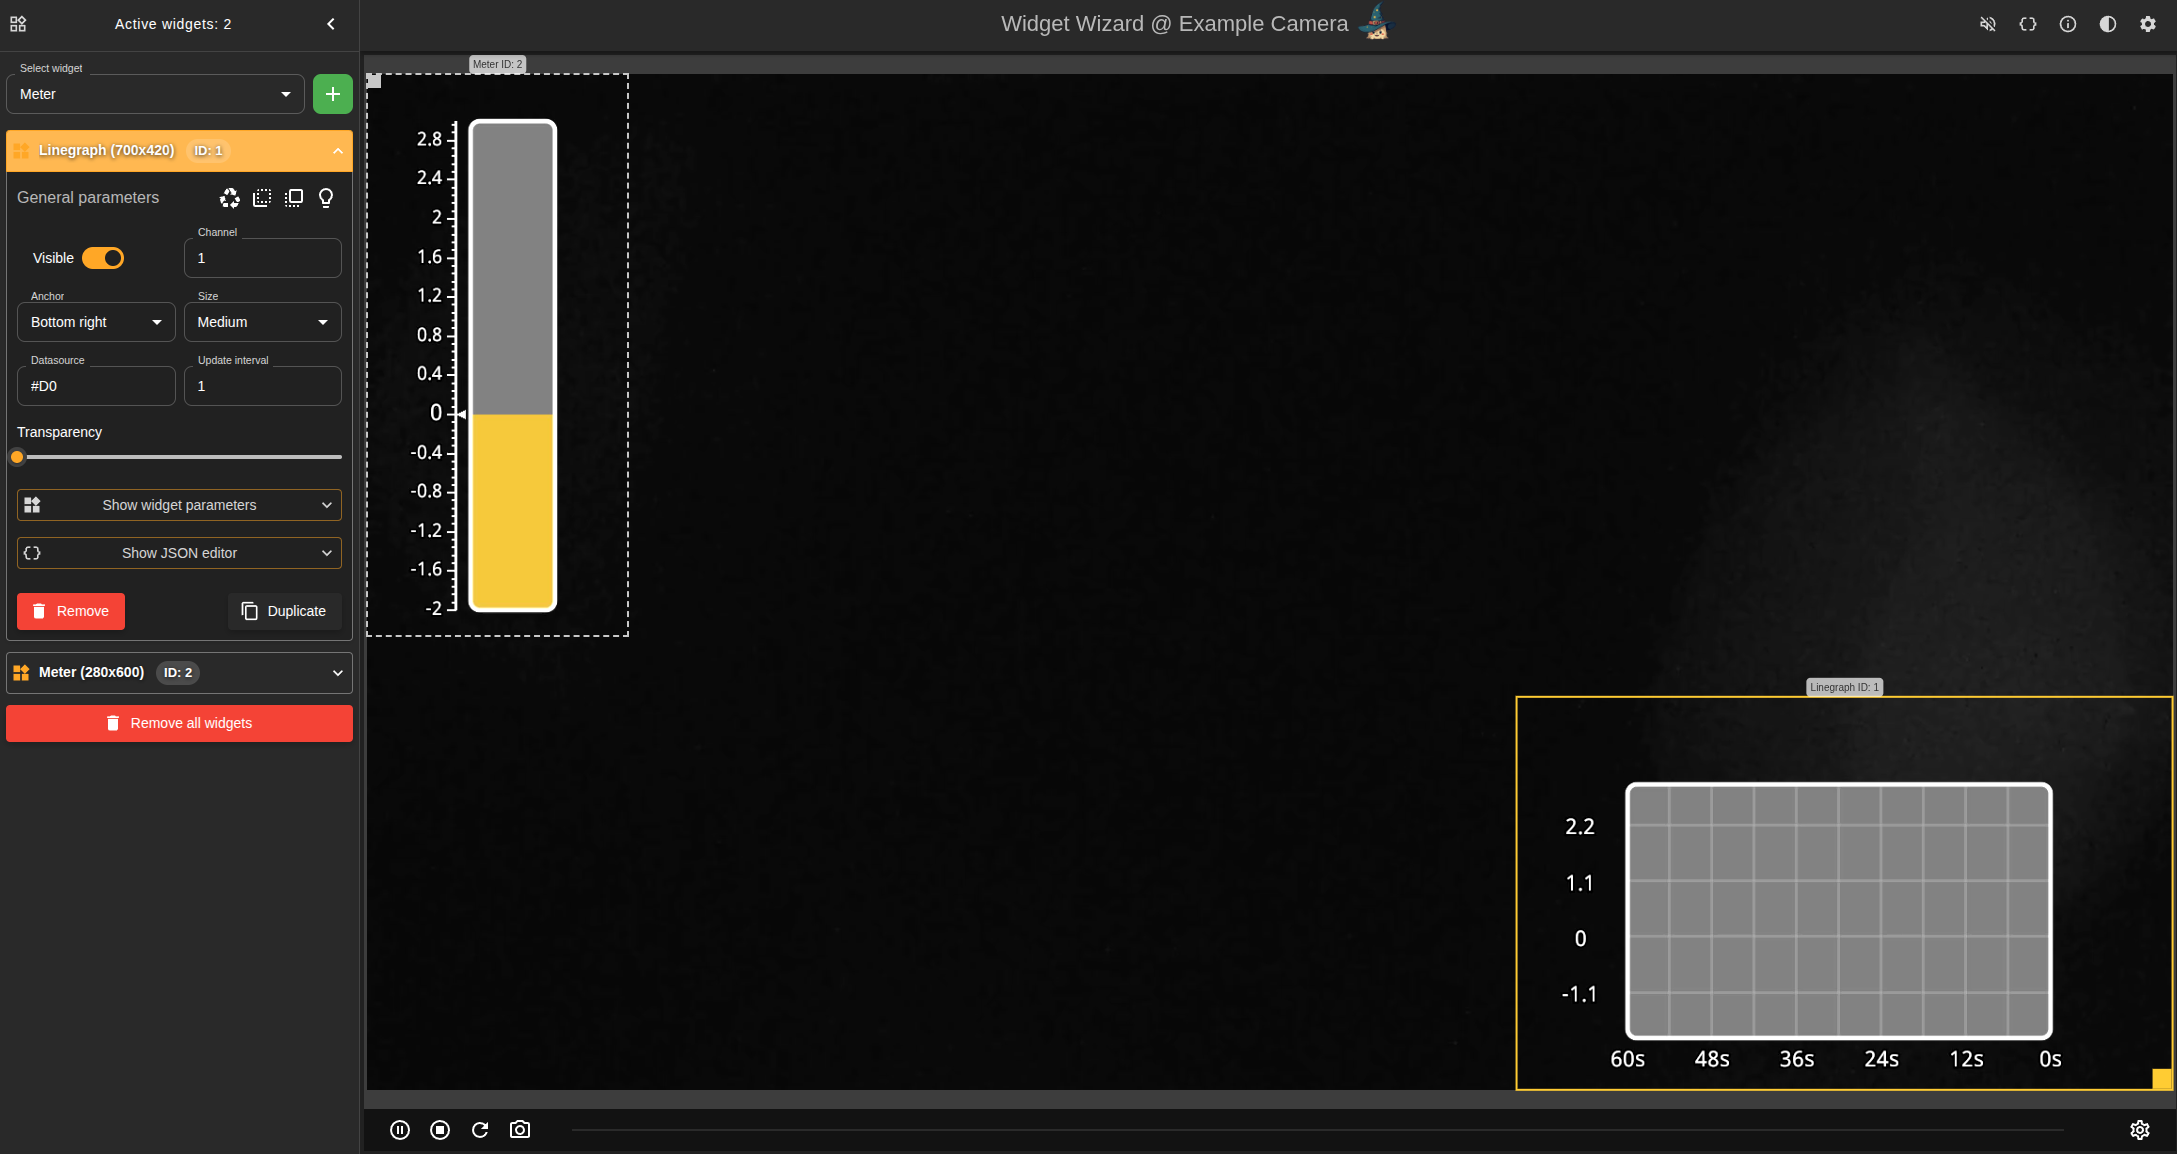 Active widgets: 2
Widget Wizard @ Example Camera
Select widget
Meter
Linegraph (700x420) ID: 1
General parameters
Visible
Channel
1
Anchor
Bottom right
Size
Medium
Datasource
#D0
Update interval
1
Transparency
Show widget parameters
Show JSON editor
Remove
Duplicate
Meter (280x600) ID: 2
Remove all widgets
Meter ID: 2
2.8
2.4
2
1.6
1.2
0.8
0.4
0
-0.4
-0.8
-1.2
-1.6
-2
Linegraph ID: 1
2.2
1.1
0
-1.1
60s 48s 36s 24s 12s 0s